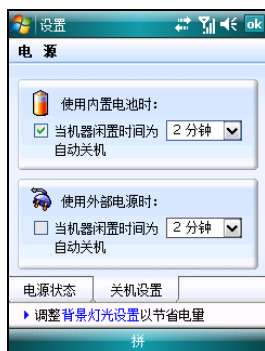 设置
ok
电 源
使用内置电池时:
当机器闲置时间为 2 分钟
自动关机
使用外部电源时:
当机器闲置时间为 2 分钟
自动关机
电源状态 关机设置
调整背景灯光设置以节省电量
拼